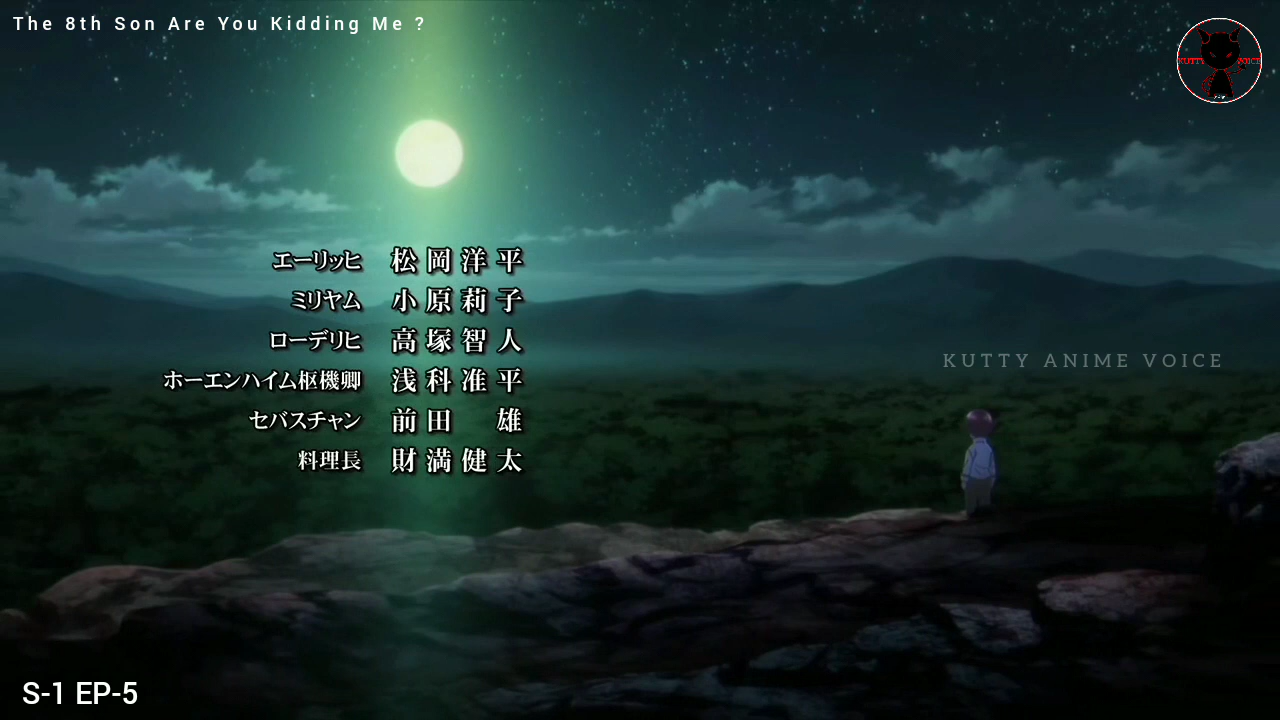 The 8th Son Are You Kidding Me ?
KUTTY VOICE
エーリッヒ 松岡洋平
ミリヤム 小原莉子
ローデリヒ 高塚智人
ホーエンハイム枢機卿 浅科准平
セバスチャン 前田 雄
料理長 財満健太
KUTTY ANIME VOICE
S-1 EP-5